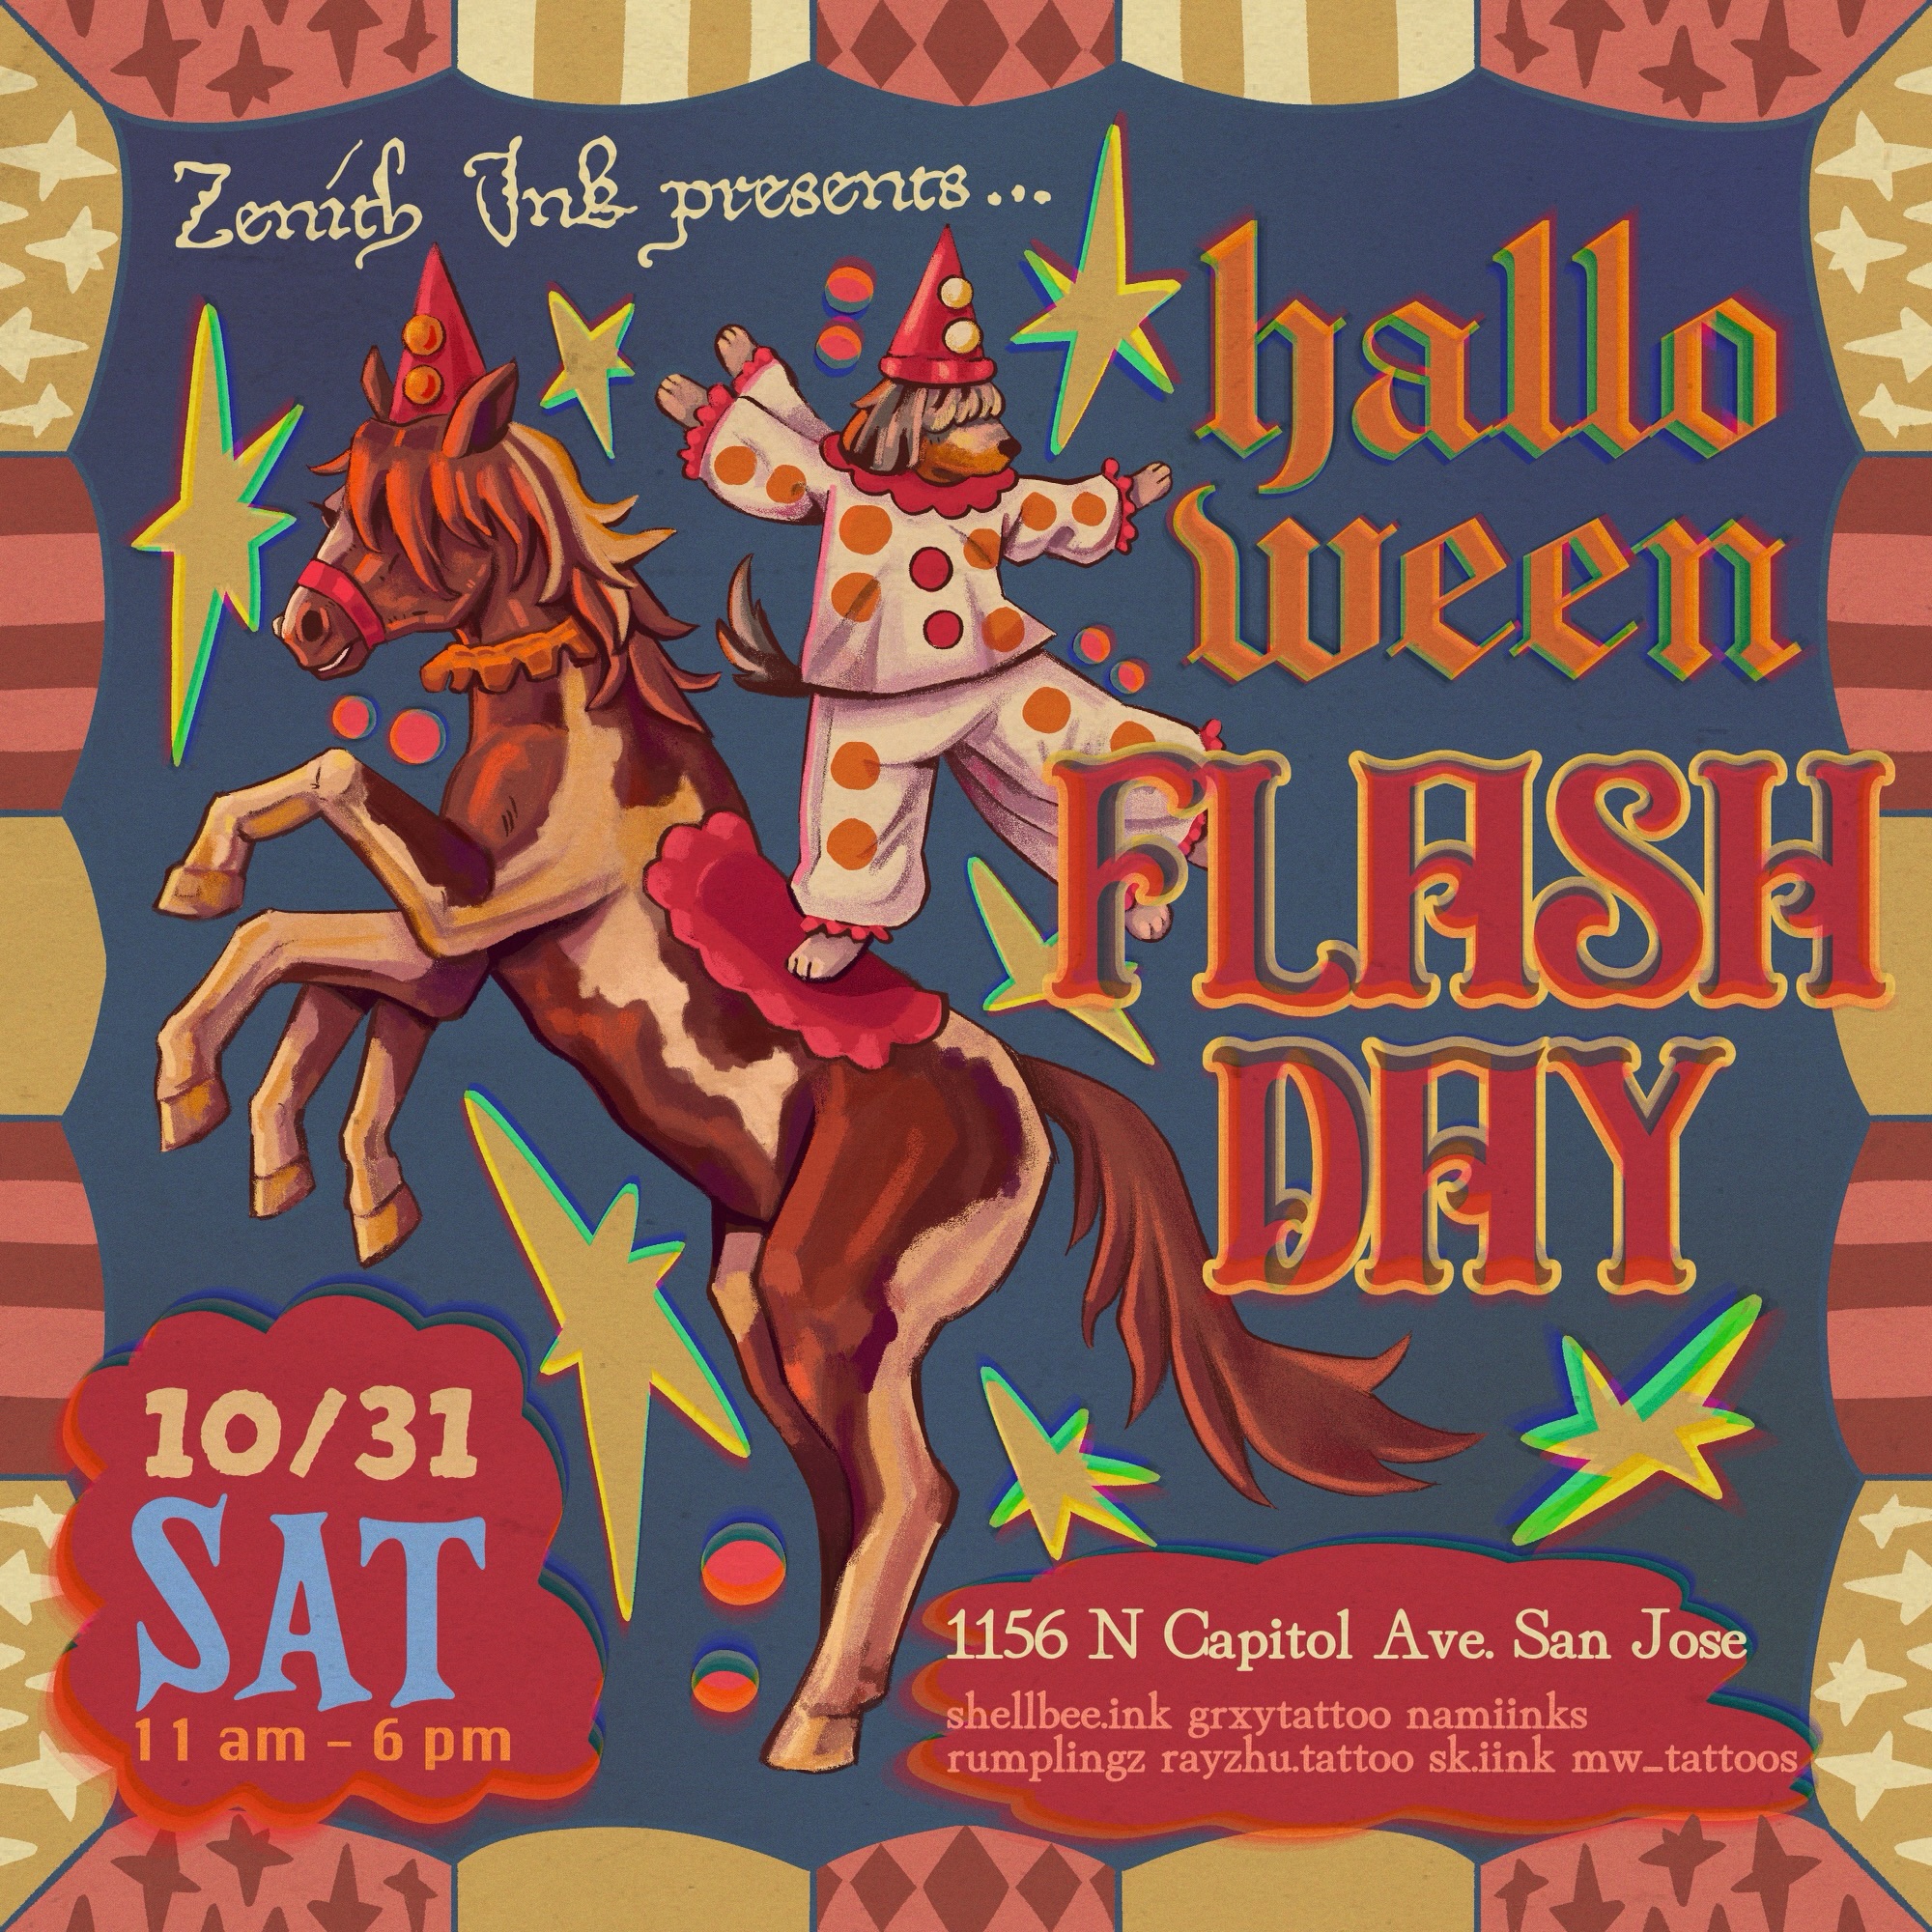 Zenith Ink presents...
hallo
ween
FLASH
DAY
10/31
SAT
11 am - 6 pm
1156 N Capitol Ave. San Jose
shellbee.ink grxytattoo namiinks
rumplingz rayzhu.tattoo sk.iink mw_tattoos